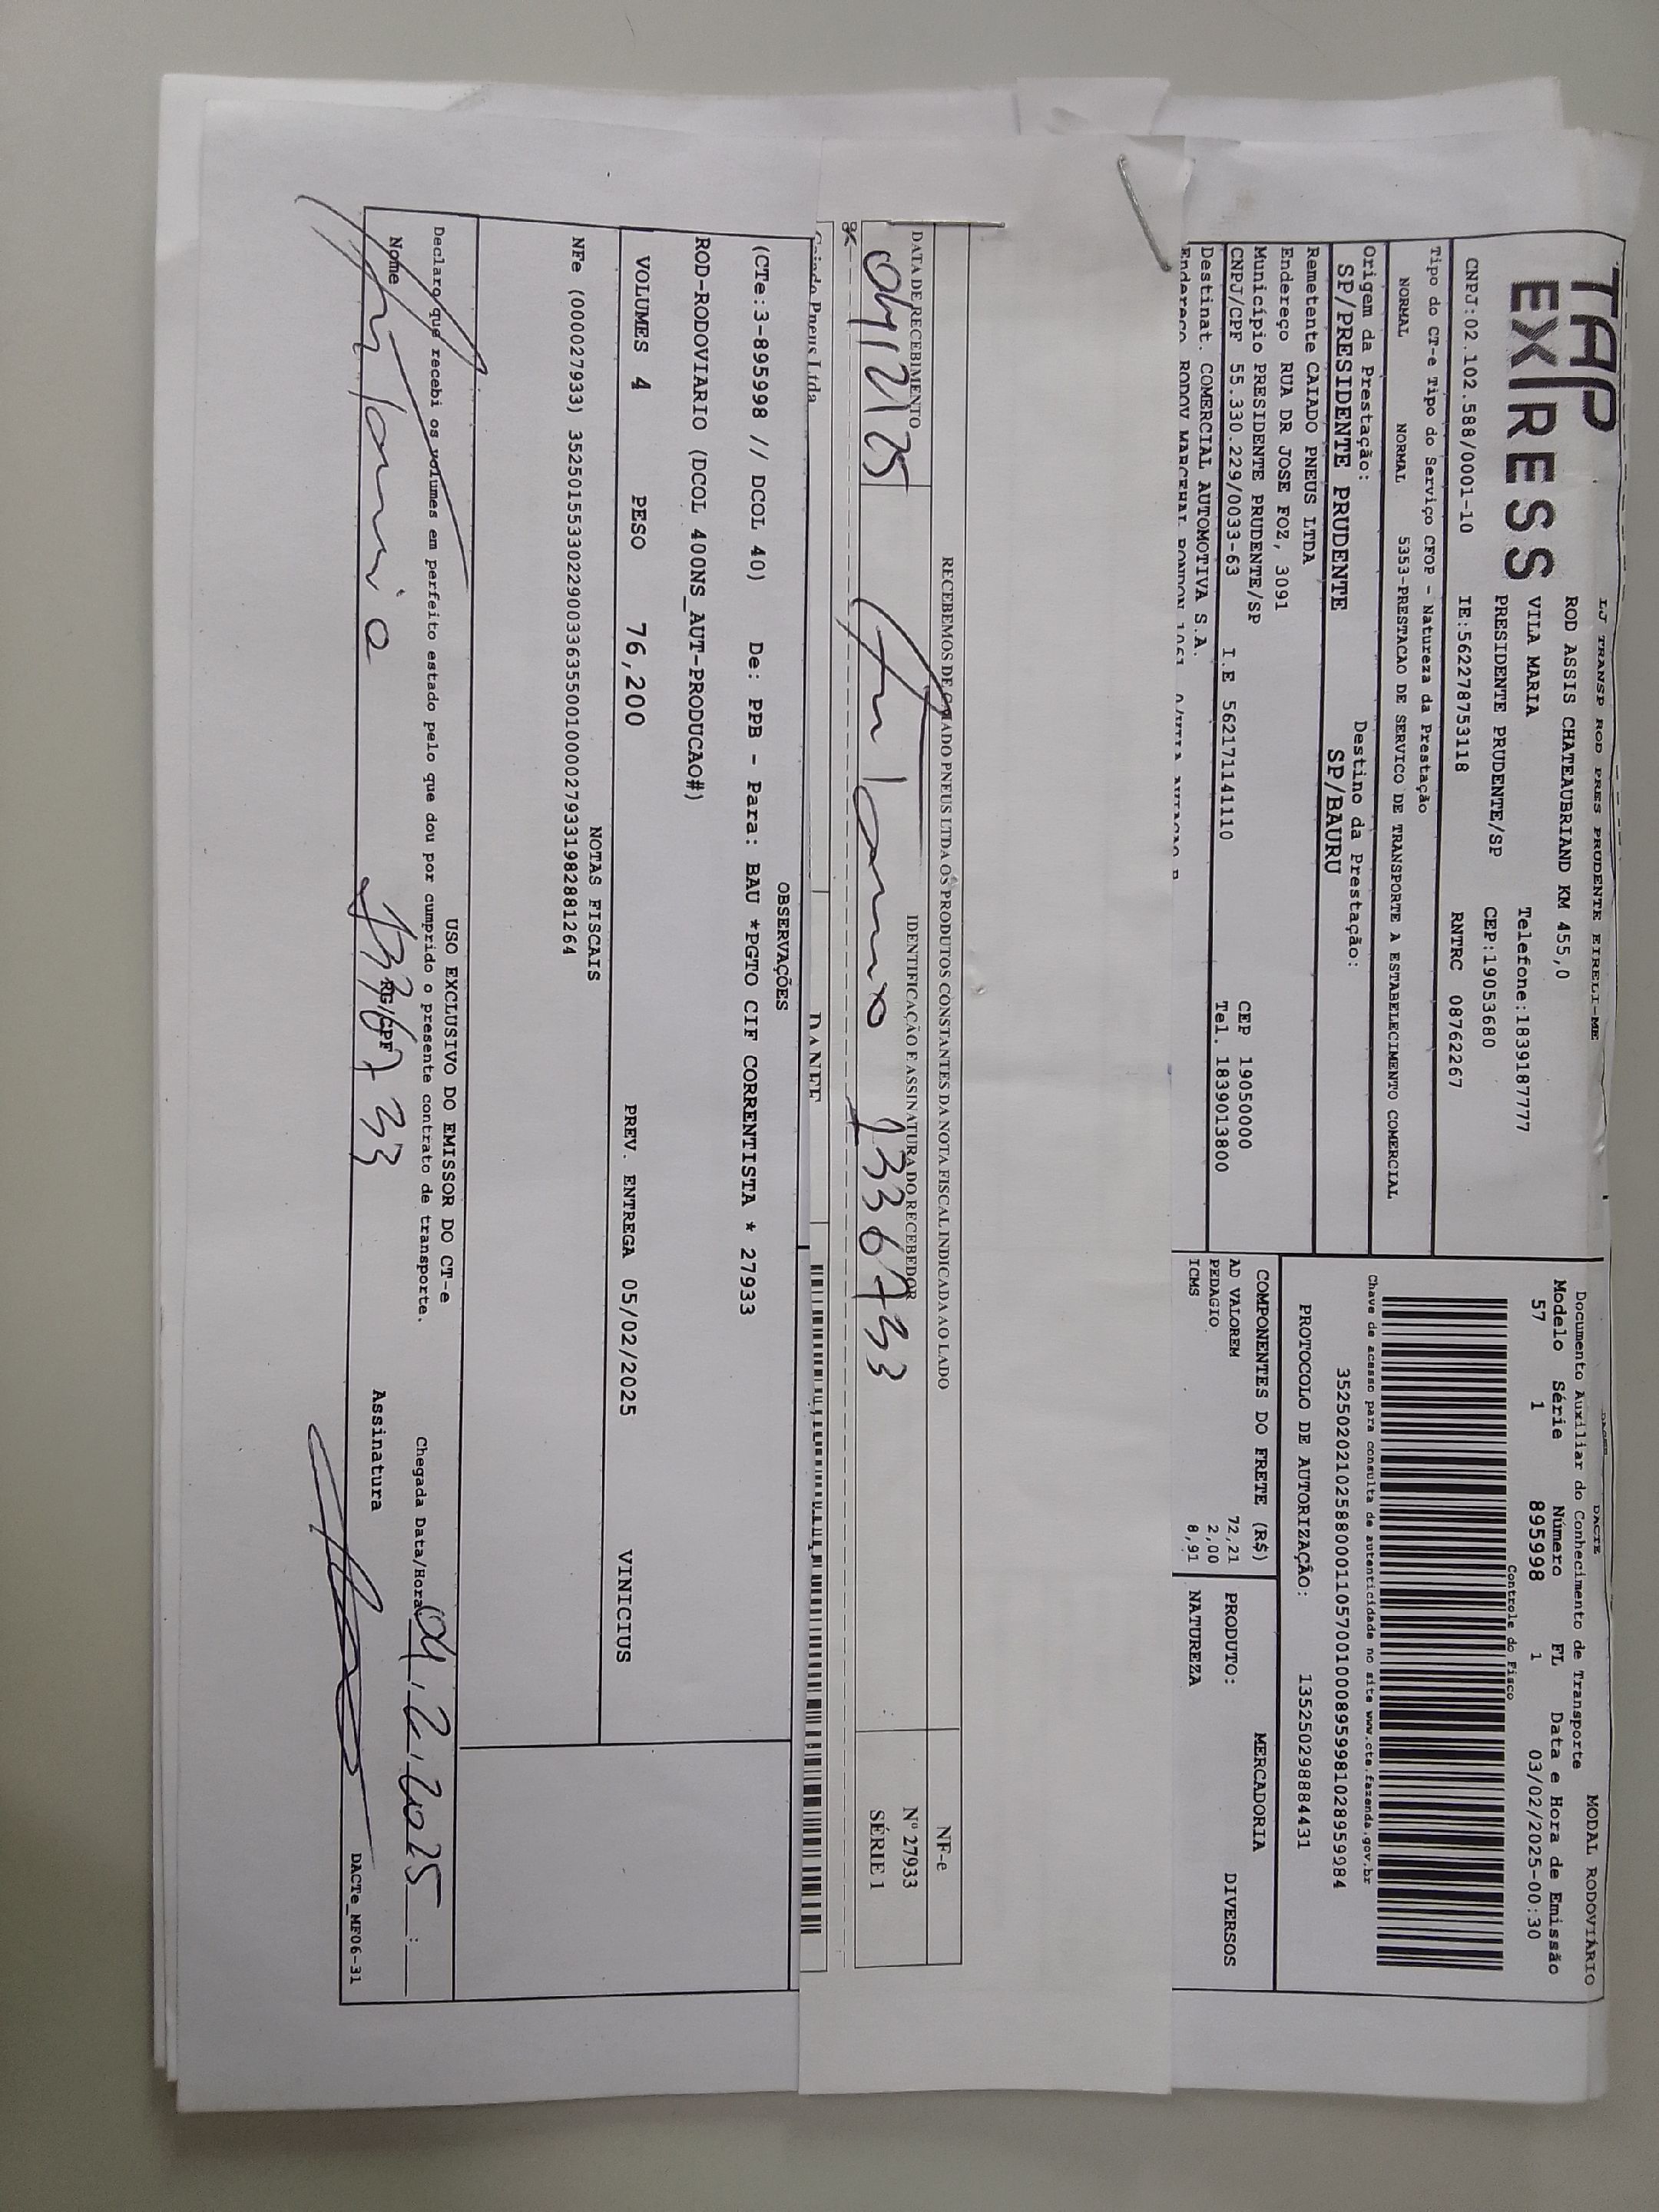 TAP
EXPRESS
LJ TRANSP ROD PRES PRUDENTE EIRELI-ME
ROD ASSIS CHATEAUBRIAND KM 455,0
VILA MARIA
Telefone:1839187777
PRESIDENTE PRUDENTE/SP
CEP:19053680
CNPJ:02.102.588/0001-10
IE:562278753118
RNTRC 08762267
Tipo do CT-e Tipo do Serviço CFOP - Natureza da Prestação
NORMAL NORMAL 5353-PRESTACAO DE SERVICO DE TRANSPORTE A ESTABELECIMENTO COMERCIAL
Origem da Prestação:
Destino da Prestação:
SP/PRESIDENTE PRUDENTE
SP/BAURU
Remetente CAIADO PNEUS LTDA
Endereço RUA DR JOSE FOZ, 3091
Município PRESIDENTE PRUDENTE/SP
CEP 19050000
CNPJ/CPF 55.330.229/0033-63 I.E 562171141110
Tel. 1839013800
Destinat. COMERCIAL AUTOMOTIVA S.A.
Endereço RODOV MARCEHAL RONDON
DACTE
MODAL RODOVIÁRIO
Documento Auxiliar do Conhecimento de Transporte
Modelo Série Número FL Data e Hora de Emissão
57 1 895998 1 03/02/2025-00:30
Controle do Fisco
Chave de acesso para consulta de autenticidade no site www.cte.fazenda.gov.br
35250202102588000110570010008959981028959984
PROTOCOLO DE AUTORIZAÇÃO: 135250298884431
COMPONENTES DO FRETE (R$)
MERCADORIA
AD VALOREM 72,21
PRODUTO: DIVERSOS
PEDAGIO 2,00
ICMS 8,91
NATUREZA
RECEBEMOS DE CAIADO PNEUS LTDA OS PRODUTOS CONSTANTES DA NOTA FISCAL INDICADA AO LADO
NF-e
DATA DE RECEBIMENTO
IDENTIFICAÇÃO E ASSINATURA DO RECEBEDOR
Nº 27933
04/2/25
1336733
SÉRIE 1
Pneus Ltda
DANFE
OBSERVAÇÕES
(CTe:3-895998 // DCOL 40) De: PPB - Para: BAU *PGTO CIF CORRENTISTA * 27933
ROD-RODOVIARIO (DCOL 400NS_AUT-PRODUCAO#)
VOLUMES 4 PESO 76,200 PREV. ENTREGA 05/02/2025 VINICIUS
NOTAS FISCAIS
NFe (000027933) 35250155330229003363550010000279331982881264
USO EXCLUSIVO DO EMISSOR DO CT-e
Declaro que recebi os volumes em perfeito estado pelo que dou por cumprido o presente contrato de transporte.
Chegada Data/Hora 04.2.2025 :
Nome
RG/CPF 1336733
Assinatura
DACTe_MF06-31